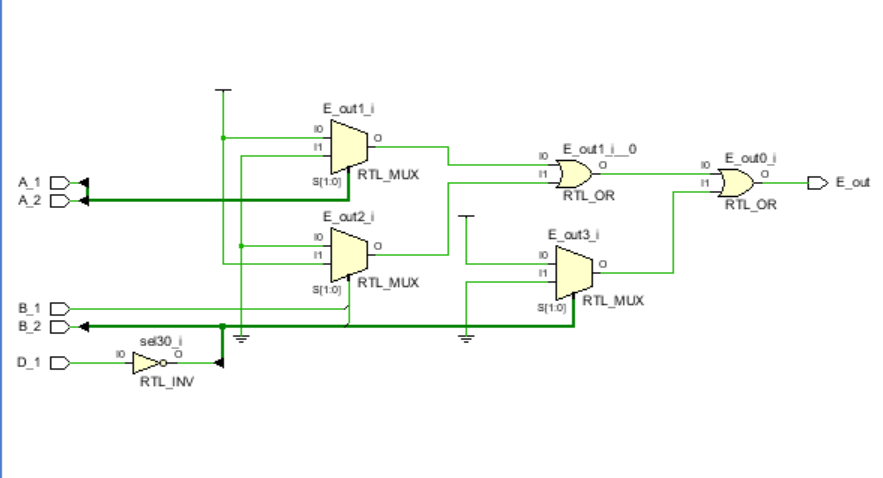 E_out1_i
I0
I1
O
S[1:0]
RTL_MUX
A_1
A_2
E_out1_i__0
I0
I1
O
RTL_OR
E_out0_i
I0
I1
O
RTL_OR
E_out
E_out2_i
I0
I1
O
S[1:0]
RTL_MUX
E_out3_i
I0
I1
O
S[1:0]
RTL_MUX
B_1
B_2
sel30_i
D_1
I0
O
RTL_INV